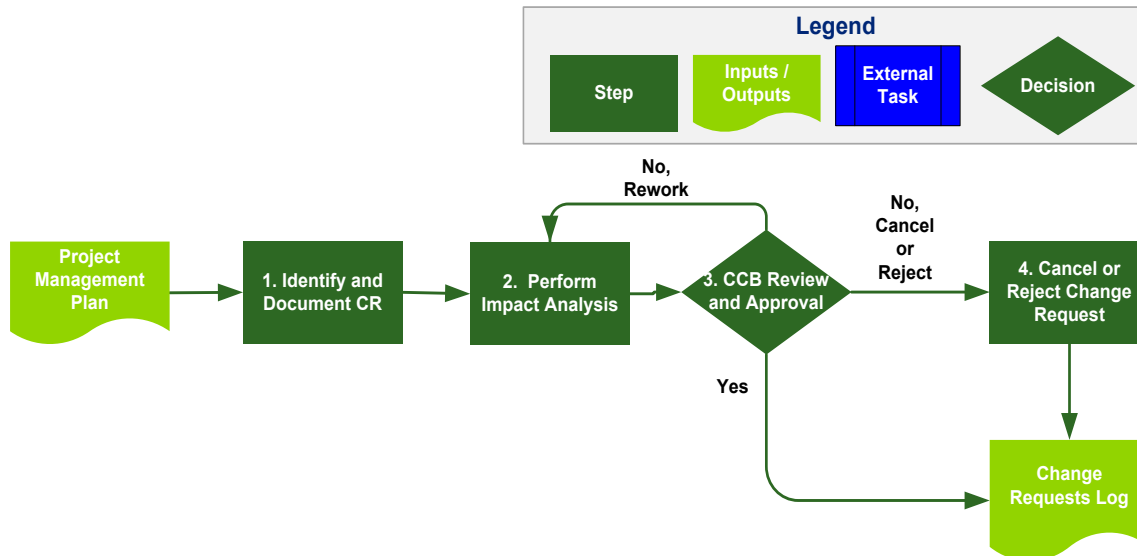 Legend
Step
Inputs /
Outputs
External
Task
Decision
No,
Rework
No,
Cancel
or
Reject
Project
Management
Plan
1. Identify and
Document CR
2. Perform
Impact Analysis
3. CCB Review
and Approval
4. Cancel or
Reject Change
Request
Yes
Change
Requests Log